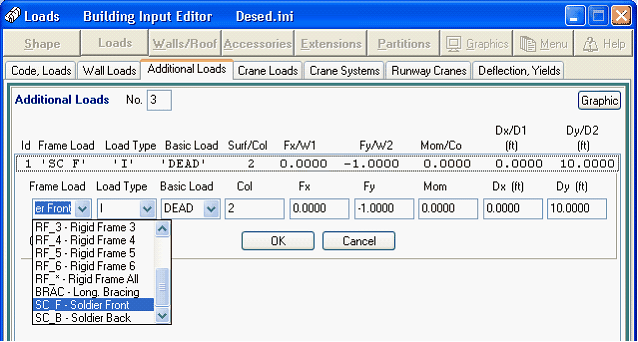 Loads Building Input Editor Desed.ini
Shape Loads Walls/Roof Accessories Extensions Partitions Graphics Menu Help
Code, Loads Wall Loads Additional Loads Crane Loads Crane Systems Runway Cranes Deflection, Yields
Additional Loads No. 3 Graphic
Dx/D1 Dy/D2
Id Frame Load Load Type Basic Load Surf/Col Fx/W1 Fy/W2 Mom/Co (ft) (ft)
1 'SC F' 'I' 'DEAD' 2 0.0000 -1.0000 0.0000 0.0000 10.0000
Frame Load Load Type Basic Load Col Fx Fy Mom Dx (ft) Dy (ft)
er Front I DEAD 2 0.0000 -1.0000 0.0000 0.0000 10.0000
RF_3 - Rigid Frame 3
RF_4 - Rigid Frame 4
RF_5 - Rigid Frame 5
RF_6 - Rigid Frame 6
RF_* - Rigid Frame All
BRAC - Long. Bracing
SC_F - Soldier Front
SC_B - Soldier Back
OK Cancel